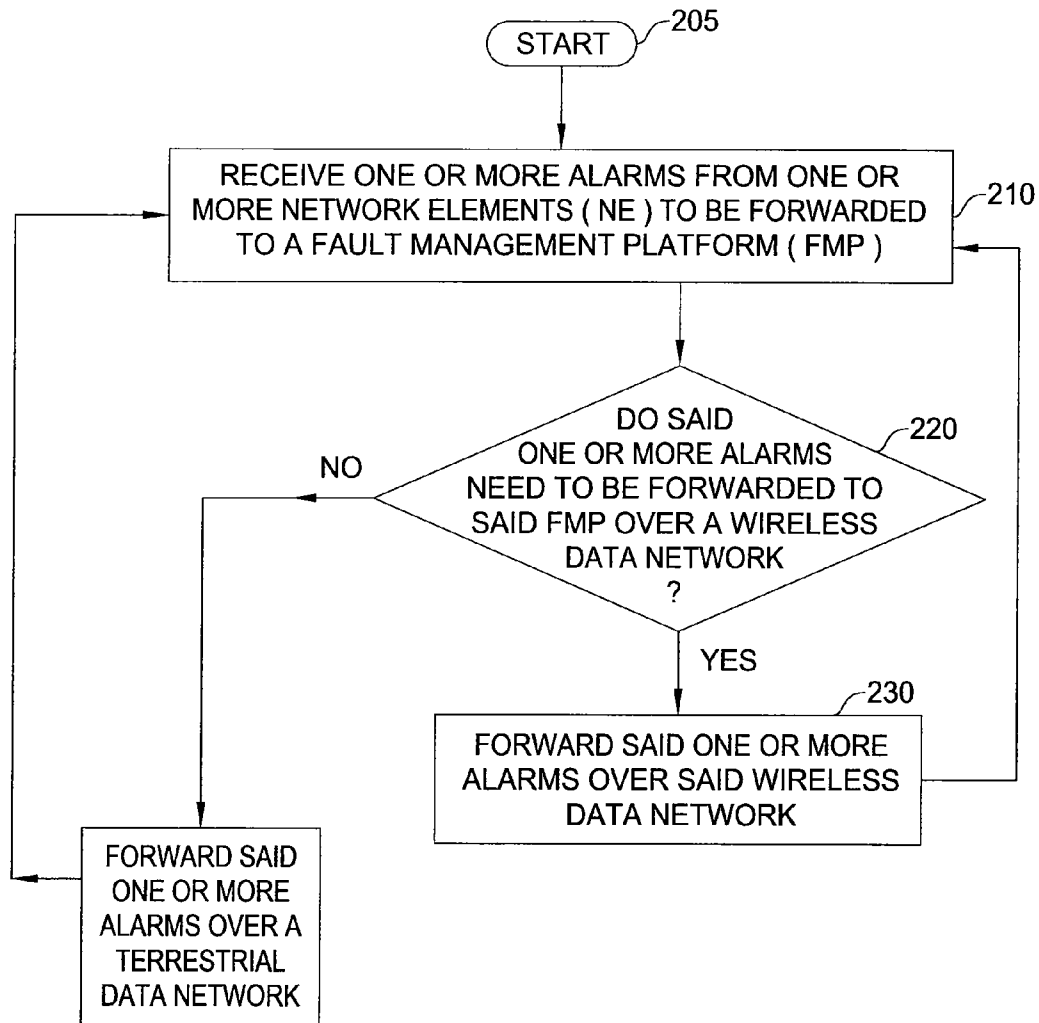 START
205
RECEIVE ONE OR MORE ALARMS FROM ONE OR
MORE NETWORK ELEMENTS ( NE ) TO BE FORWARDED
TO A FAULT MANAGEMENT PLATFORM ( FMP )
210
DO SAID
ONE OR MORE ALARMS
NEED TO BE FORWARDED TO
SAID FMP OVER A WIRELESS
DATA NETWORK
?
220
NO
YES
230
FORWARD SAID ONE OR MORE
ALARMS OVER SAID WIRELESS
DATA NETWORK
FORWARD SAID
ONE OR MORE
ALARMS OVER A
TERRESTRIAL
DATA NETWORK